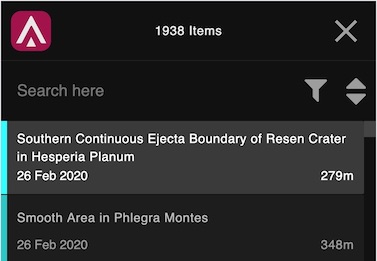 1938 Items
Search here
Southern Continuous Ejecta Boundary of Resen Crater
in Hesperia Planum
26 Feb 2020 279m
Smooth Area in Phlegra Montes
26 Feb 2020 348m